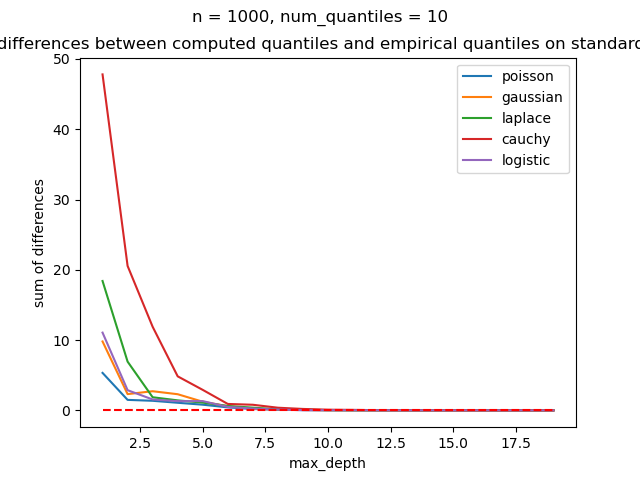 n = 1000, num_quantiles = 10
differences between computed quantiles and empirical quantiles on
poisson
gaussian
laplace
cauchy
logistic
50
40
30
20
10
0
sum of differences
2.5 5.0 7.5 10.0 12.5 15.0 17.5
max_depth